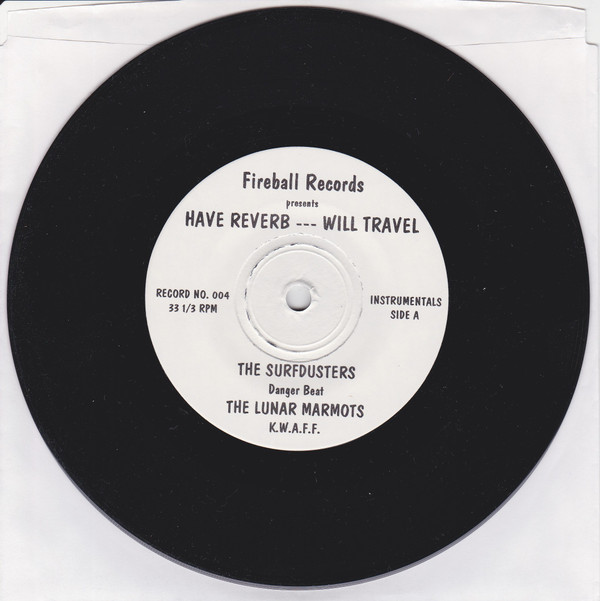 Fireball Records
presents
HAVE REVERB --- WILL TRAVEL
RECORD NO. 004
33 1/3 RPM
INSTRUMENTALS
SIDE A
THE SURFDUSTERS
Danger Beat
THE LUNAR MARMOTS
K.W.A.F.F.